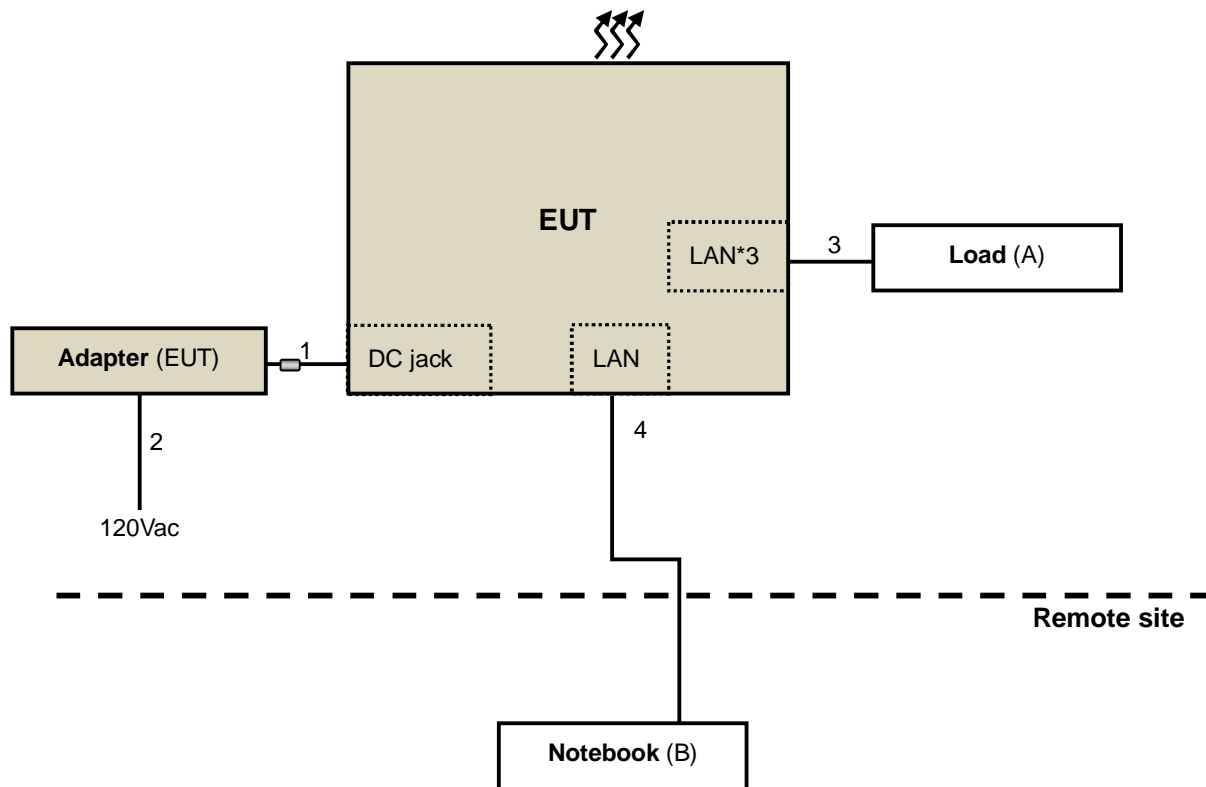 EUT
LAN*3
3
Load (A)
Adapter (EUT)
1
DC jack
LAN
2
4
120Vac
Remote site
Notebook (B)